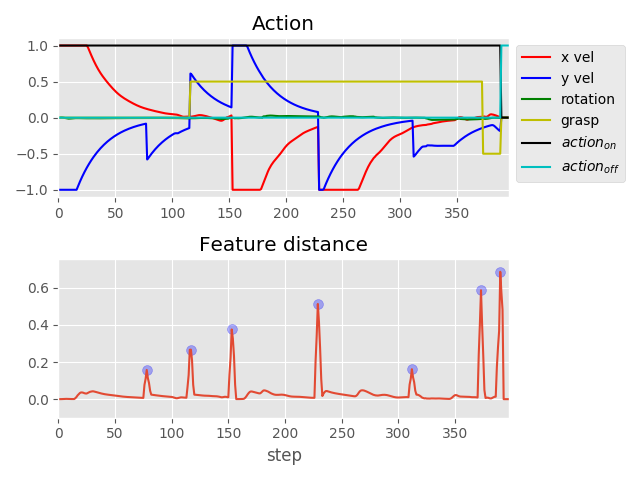 Action
1.0
0.5
0.0
−0.5
−1.0
0 50 100 150 200 250 300 350
x vel
y vel
rotation
grasp
action_on
action_off
Feature distance
0.6
0.4
0.2
0.0
0 50 100 150 200 250 300 350
step